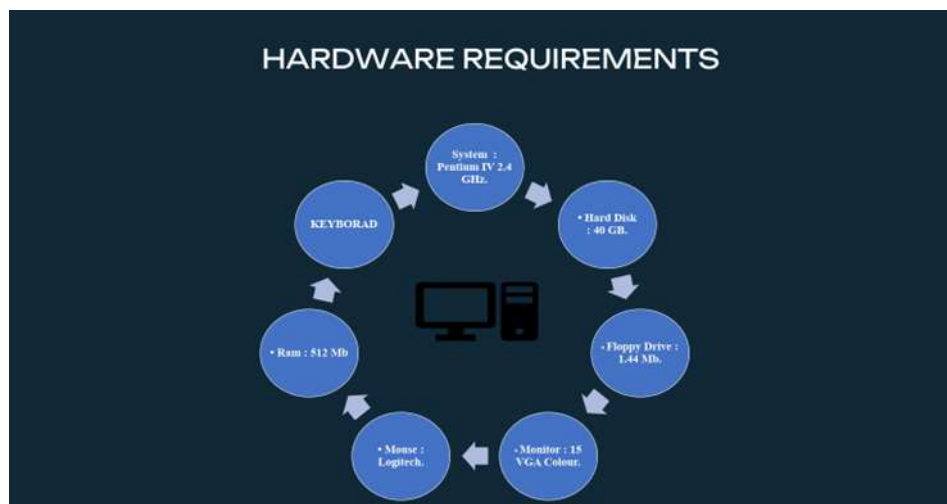 HARDWARE REQUIREMENTS
System :
Pentium IV 2.4
GHz.
• Hard Disk
: 40 GB.
• Floppy Drive :
1.44 Mb.
• Monitor : 15
VGA Colour.
• Mouse :
Logitech.
• Ram : 512 Mb
KEYBORAD